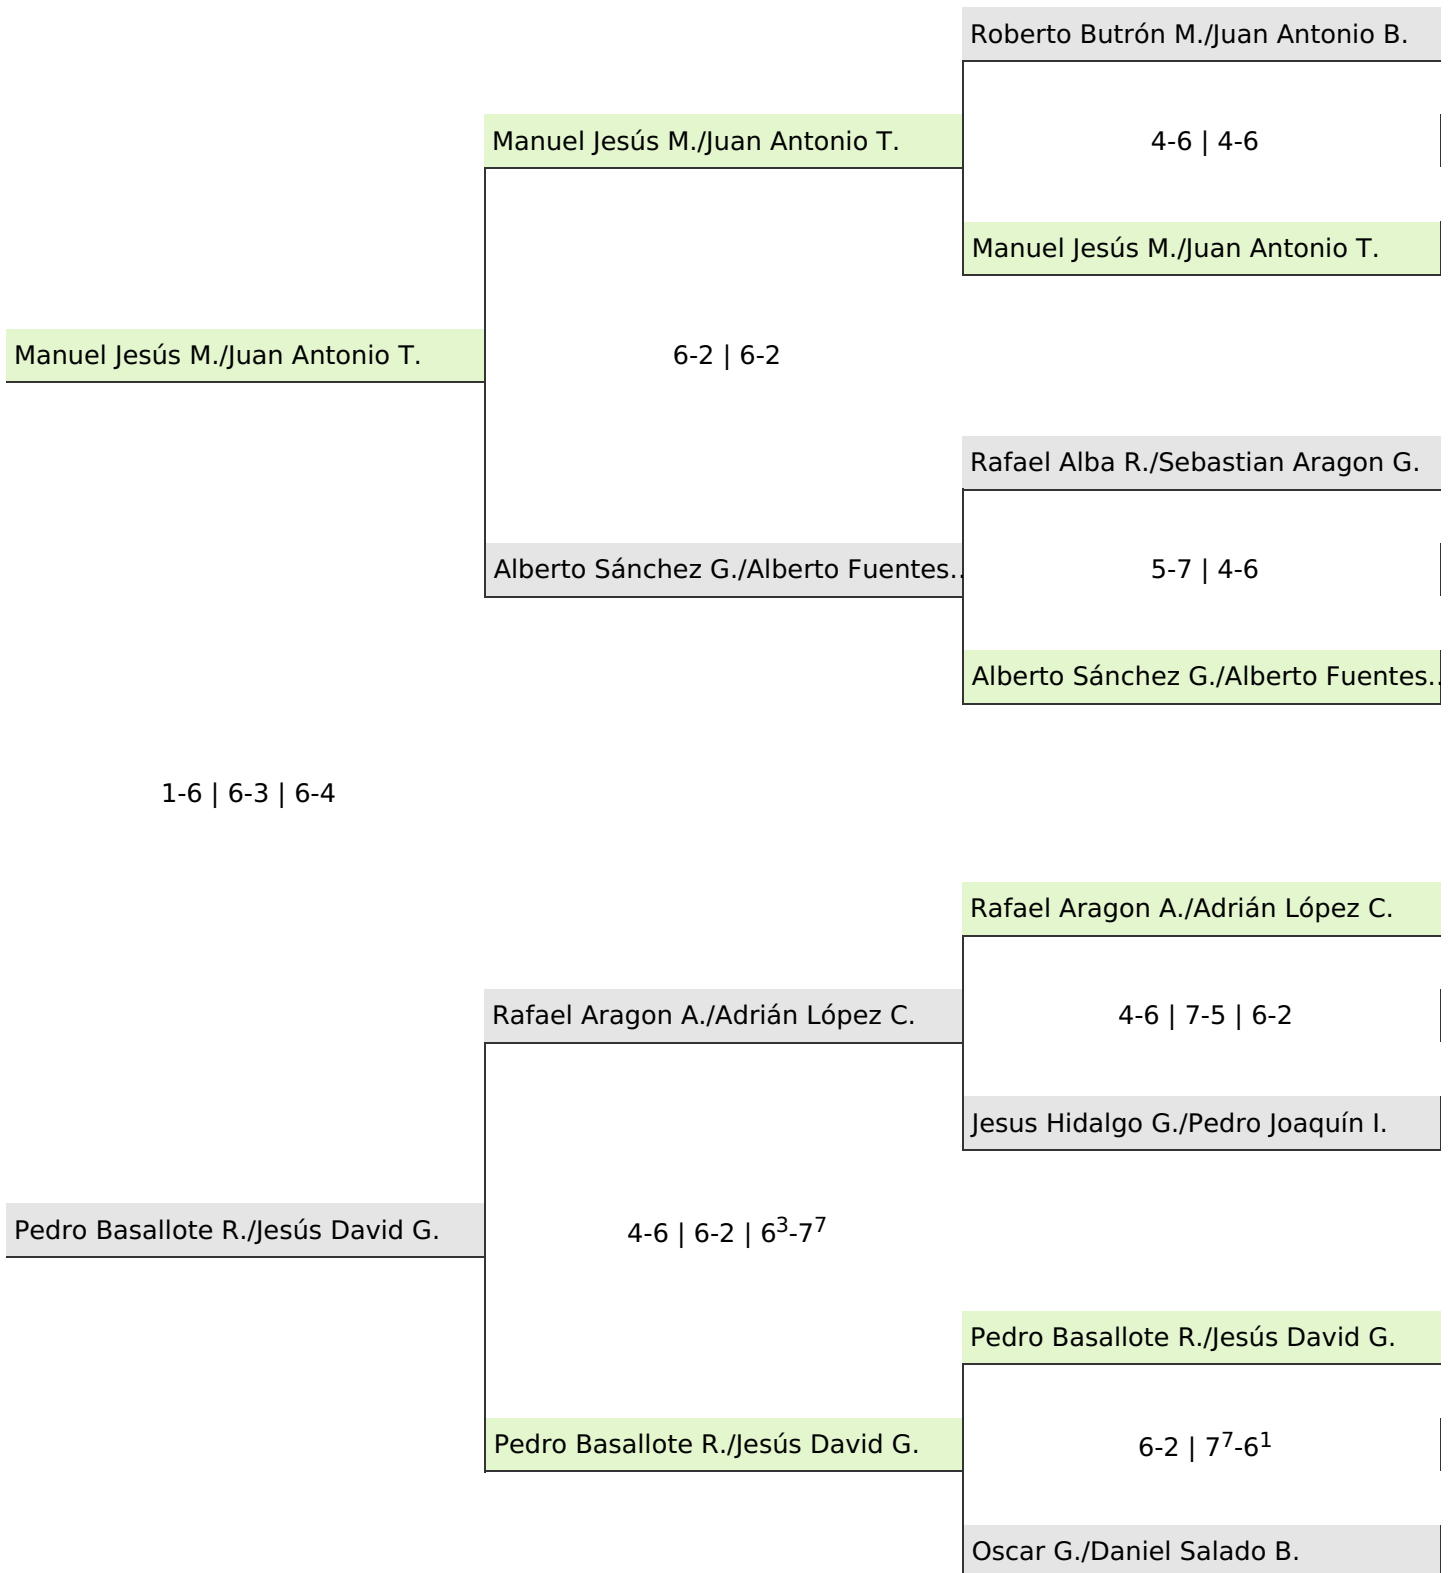 Roberto Butrón M./Juan Antonio B.
Manuel Jesús M./Juan Antonio T.
4-6 | 4-6
Manuel Jesús M./Juan Antonio T.
Manuel Jesús M./Juan Antonio T.
6-2 | 6-2
Rafael Alba R./Sebastian Aragon G.
Alberto Sánchez G./Alberto Fuentes..
5-7 | 4-6
Alberto Sánchez G./Alberto Fuentes..
1-6 | 6-3 | 6-4
Rafael Aragon A./Adrián López C.
Rafael Aragon A./Adrián López C.
4-6 | 7-5 | 6-2
Jesus Hidalgo G./Pedro Joaquín I.
Pedro Basallote R./Jesús David G.
4-6 | 6-2 | 6³-7⁷
Pedro Basallote R./Jesús David G.
Pedro Basallote R./Jesús David G.
6-2 | 7⁷-6¹
Oscar G./Daniel Salado B.